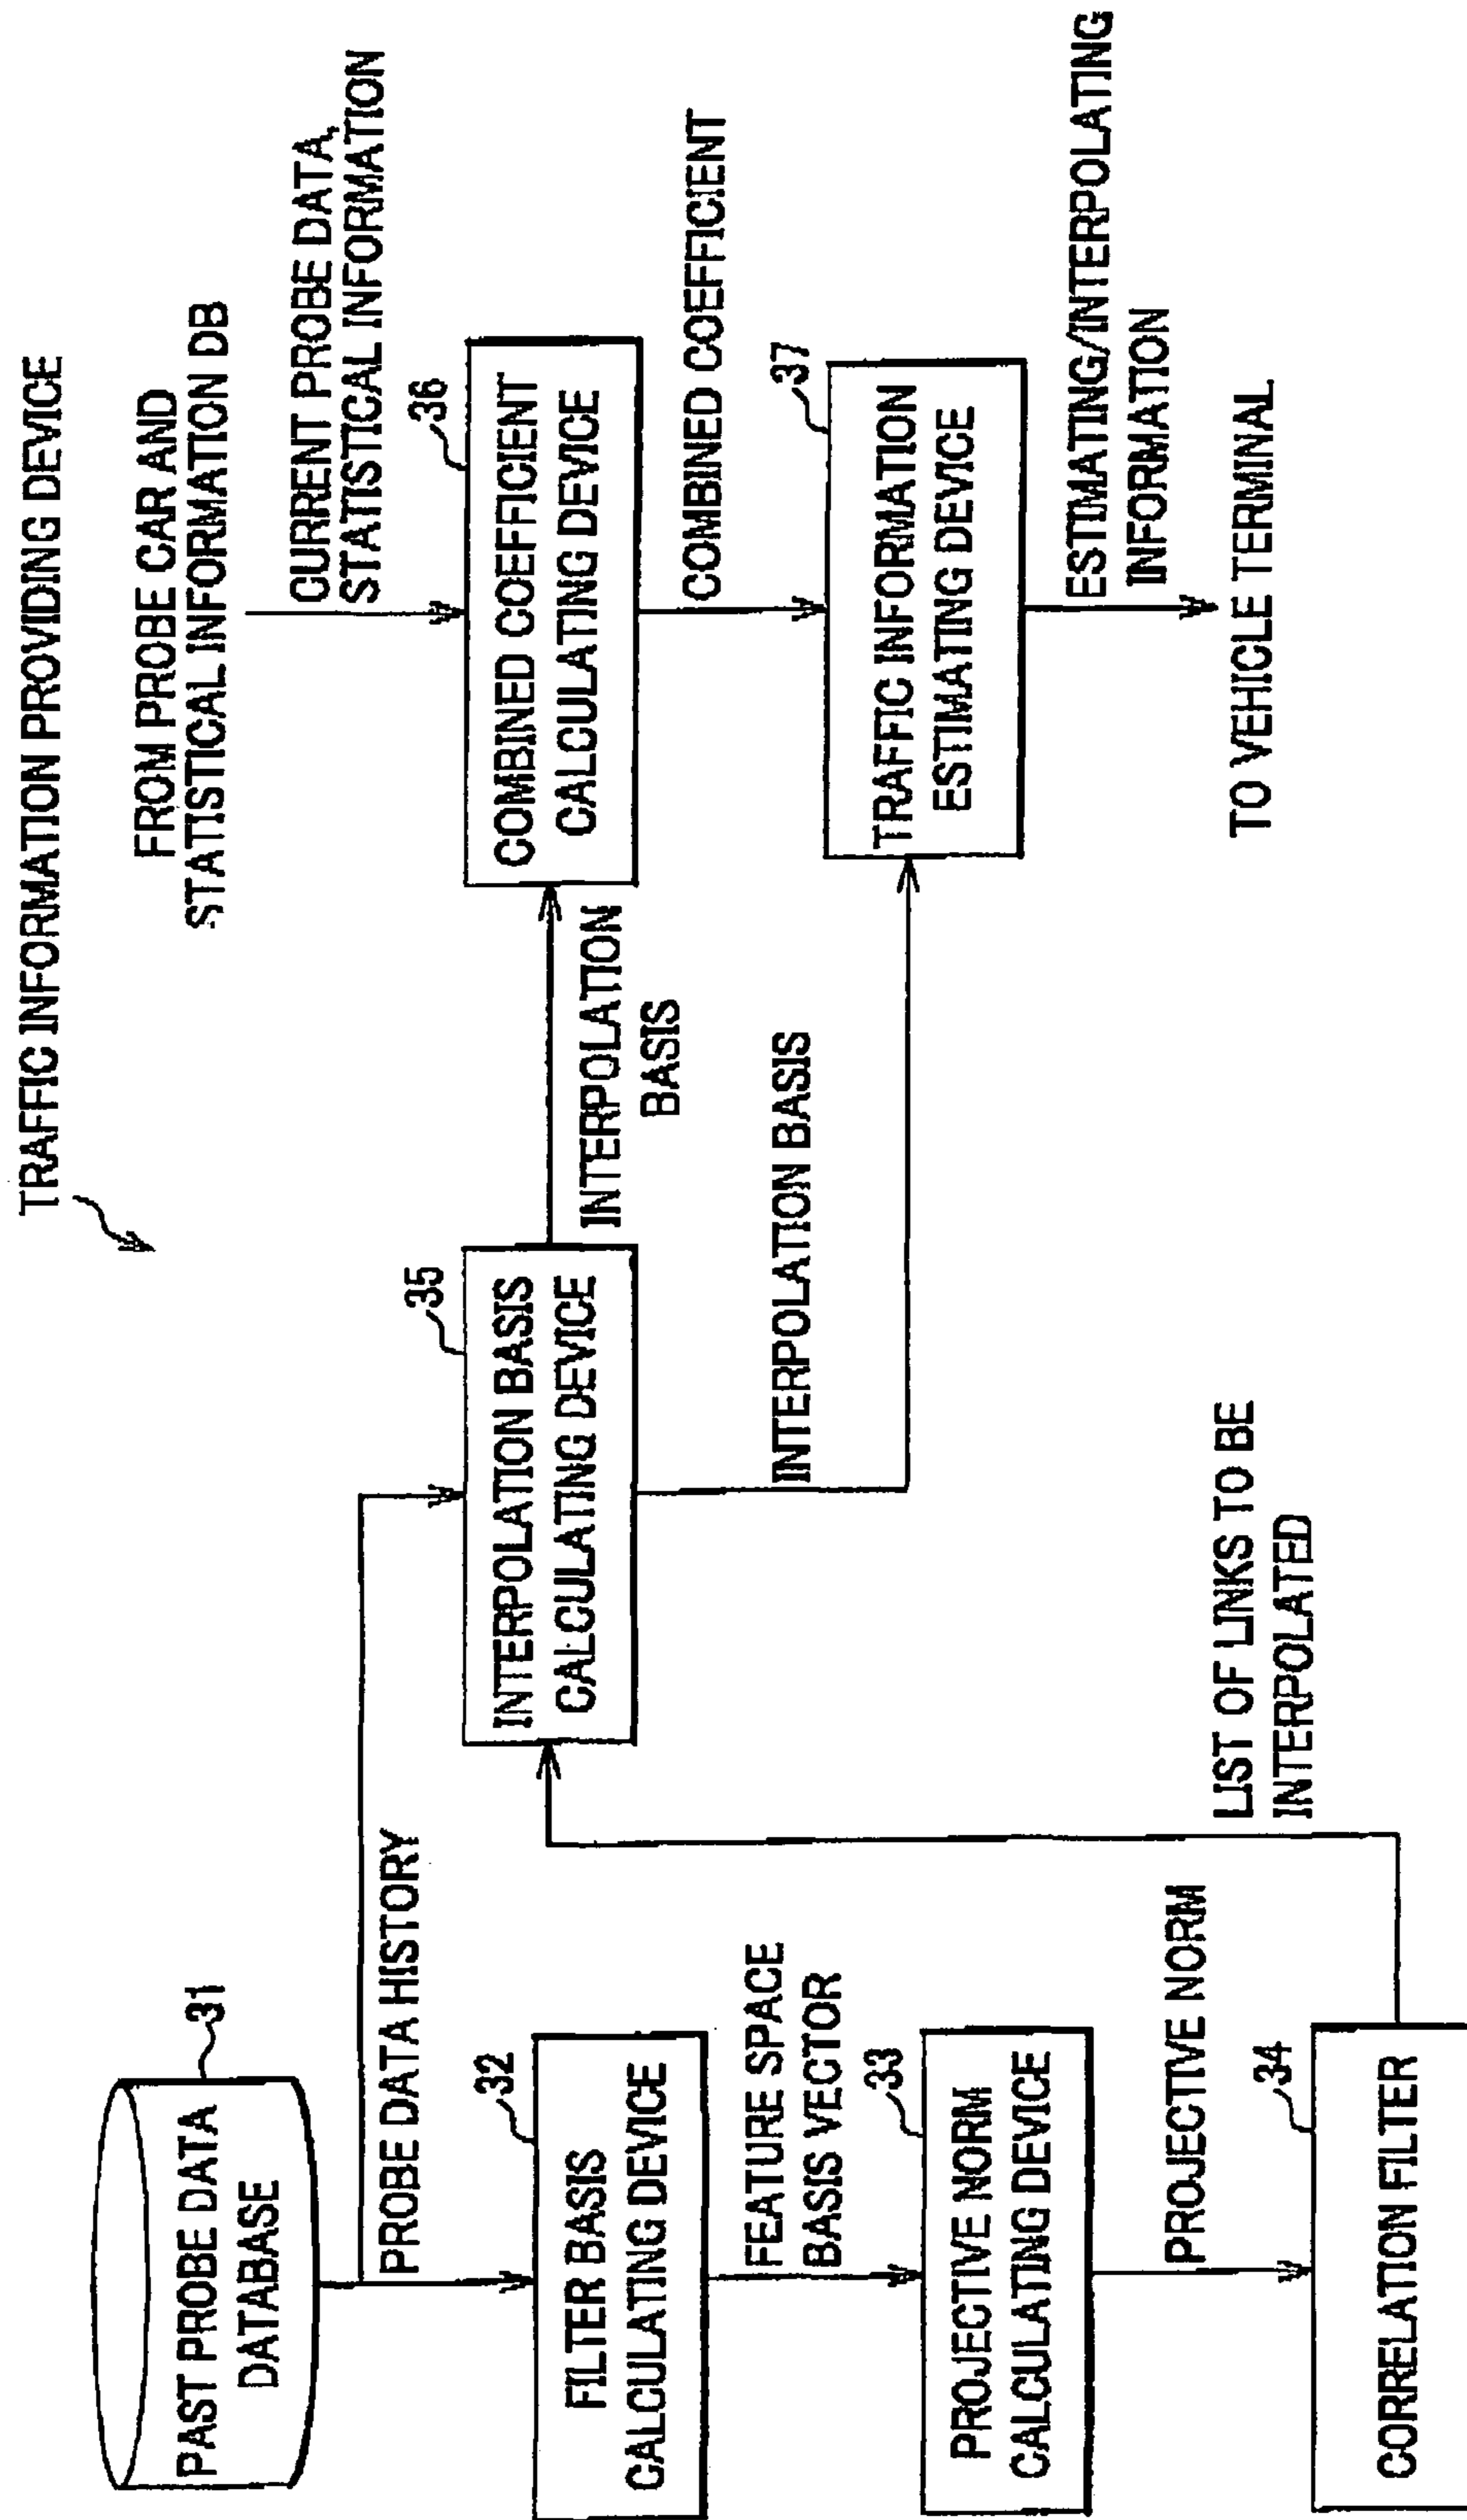 TRAFFIC INFORMATION PROVIDING DEVICE
PAST PROBE DATA
DATABASE
31
PROBE DATA HISTORY
32
FILTER BASIS
CALCULATING DEVICE
FEATURE SPACE
BASIS VECTOR
33
PROJECTIVE NORM
CALCULATING DEVICE
PROJECTIVE NORM
34
CORRELATION FILTER
LIST OF LINKS TO BE
INTERPOLATED
35
INTERPOLATION BASIS
CALCULATING DEVICE
INTERPOLATION
BASIS
INTERPOLATION BASIS
FROM PROBE CAR AND
STATISTICAL INFORMATION DB
CURRENT PROBE DATA,
STATISTICAL INFORMATION
36
COMBINED COEFFICIENT
CALCULATING DEVICE
COMBINED COEFFICIENT
37
TRAFFIC INFORMATION
ESTIMATING DEVICE
ESTIMATING/INTERPOLATING
INFORMATION
TO VEHICLE TERMINAL